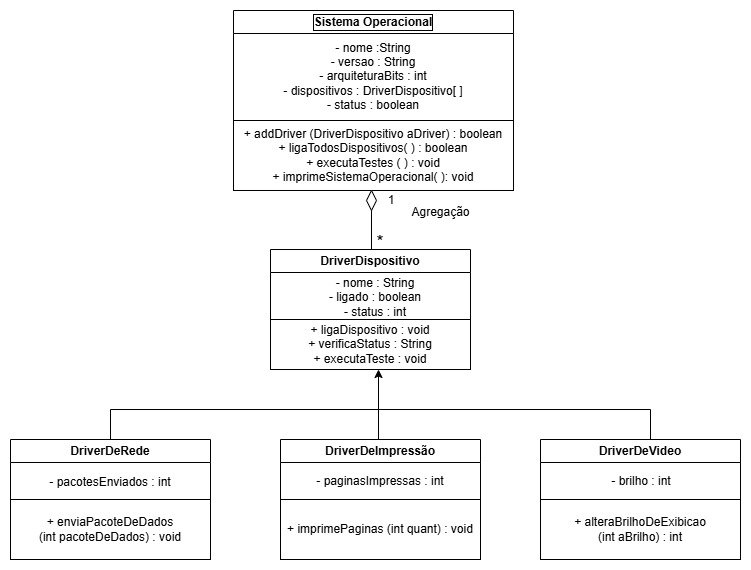 Sistema Operacional
- nome :String
- versao : String
- arquiteturaBits : int
- dispositivos : DriverDispositivo[ ]
- status : boolean
+ addDriver (DriverDispositivo aDriver) : boolean
+ ligaTodosDispositivos( ) : boolean
+ executaTestes ( ) : void
+ imprimeSistemaOperacional( ): void
1
Agregação
*
DriverDispositivo
- nome : String
- ligado : boolean
- status : int
+ ligaDispositivo : void
+ verificaStatus : String
+ executaTeste : void
DriverDeRede
- pacotesEnviados : int
+ enviaPacoteDeDados
(int pacoteDeDados) : void
DriverDeImpressão
- paginasImpressas : int
+ imprimePaginas (int quant) : void
DriverDeVideo
- brilho : int
+ alteraBrilhoDeExibicao
(int aBrilho) : int